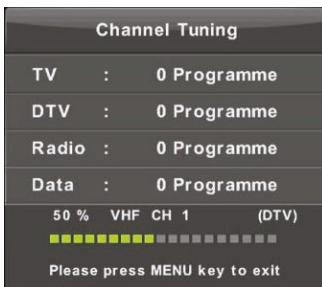 Channel Tuning
TV : 0 Programme
DTV : 0 Programme
Radio : 0 Programme
Data : 0 Programme
50 % VHF CH 1 (DTV)
Please press MENU key to exit